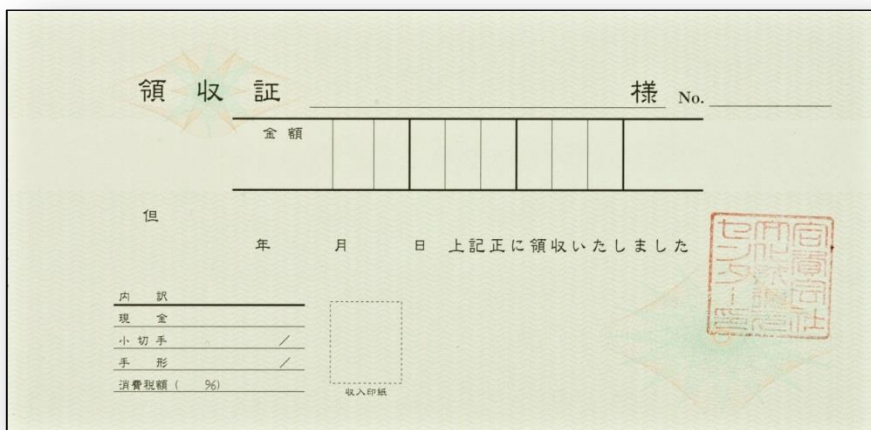 領収証 様 No.
金額
但
年 月 日 上記正に領収いたしました
内訳
現金
小切手 /
手形 /
消費税額( %)
収入印紙